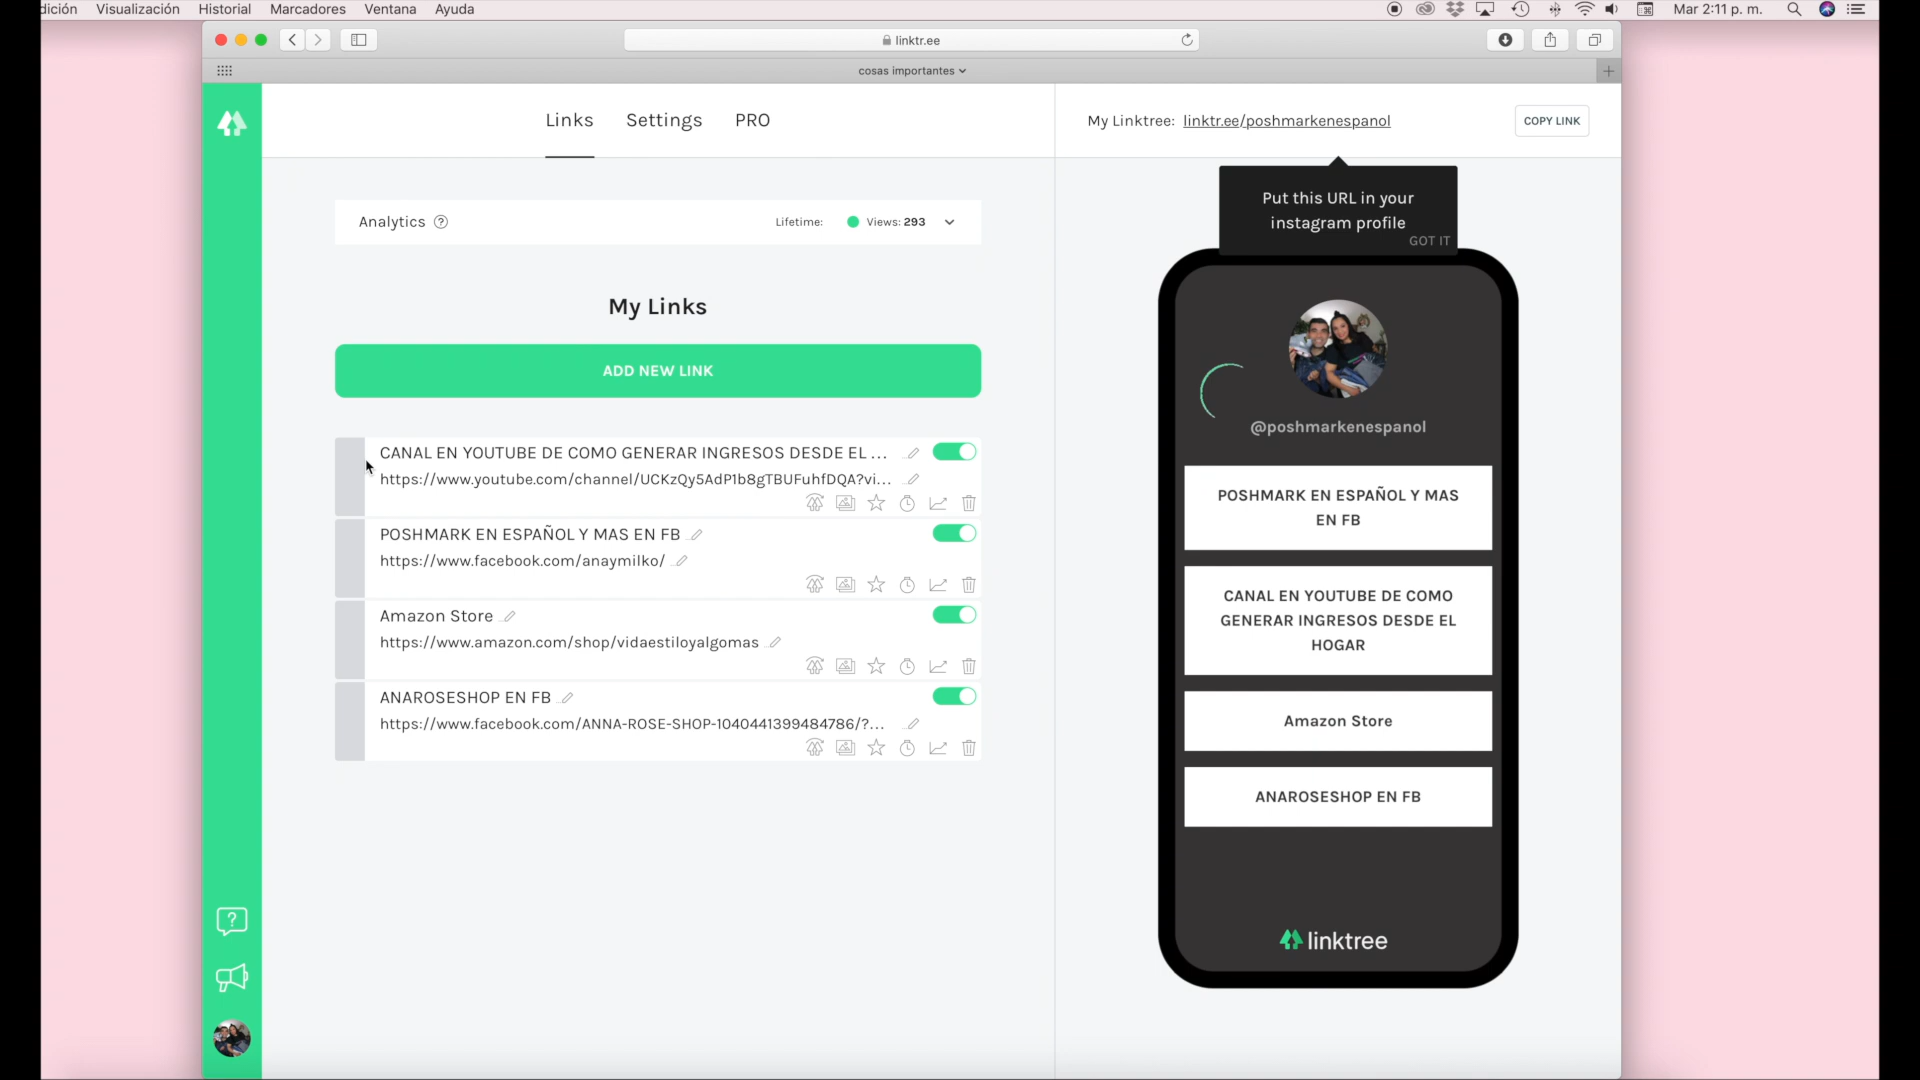 dición Visualización Historial Marcadores Ventana Ayuda
Mar 2:11 p. m.
linktr.ee
cosas importantes
Links Settings PRO
My Linktree: linktr.ee/poshmarkenespanol
COPY LINK
Put this URL in your
instagram profile
GOT IT
Analytics ?
Lifetime: Views: 293
My Links
ADD NEW LINK
CANAL EN YOUTUBE DE COMO GENERAR INGRESOS DESDE EL ...
https://www.youtube.com/channel/UCKzQy5AdP1b8gTBUFuhfDQA?vi...
POSHMARK EN ESPAÑOL Y MAS EN FB
https://www.facebook.com/anaymilko/
Amazon Store
https://www.amazon.com/shop/vidaestiloyalgomas
ANAROSESHOP EN FB
https://www.facebook.com/ANNA-ROSE-SHOP-1040441399484786/?...
@poshmarkenespanol
POSHMARK EN ESPAÑOL Y MAS
EN FB
CANAL EN YOUTUBE DE COMO
GENERAR INGRESOS DESDE EL
HOGAR
Amazon Store
ANAROSESHOP EN FB
linktree
?